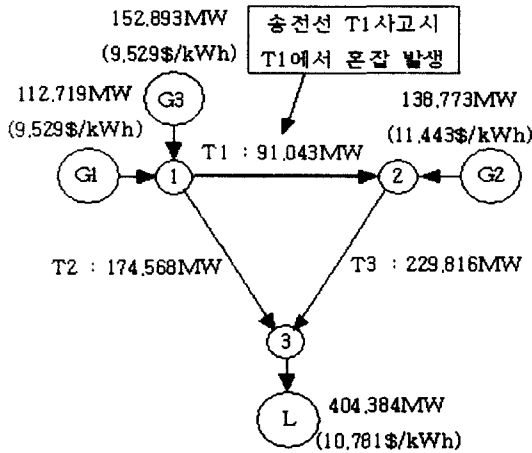 152,893MW
(9,529$/kWh)
송전선 T1사고시
T1에서 혼잡 발생
112,719MW
(9,529$/kWh)
G3
138,773MW
(11,443$/kWh)
T1 : 91,043MW
G1
1
2
G2
T2 : 174,568MW
T3 : 229,816MW
3
L
404,384MW
(10,781$/kWh)